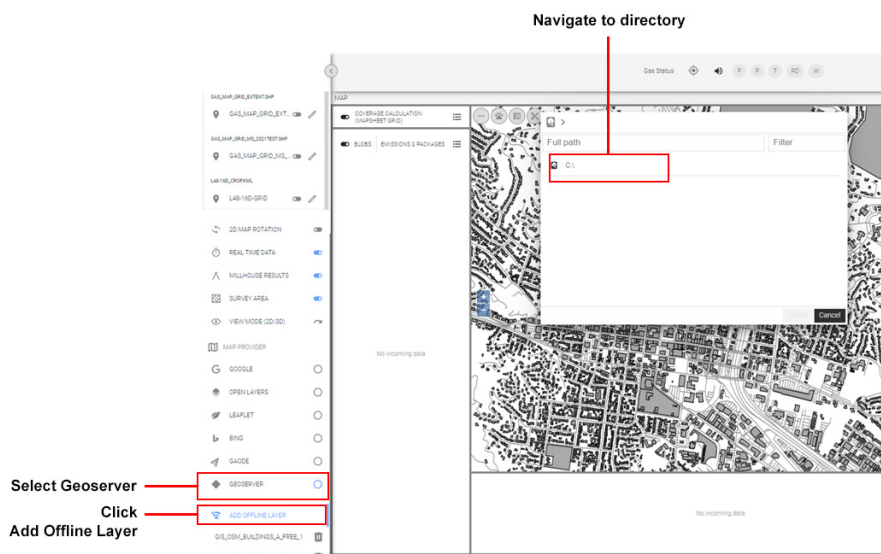 Navigate to directory
Gas Status F P T RD W
GAS_MAP_GRID_EXTENT.SHP
GAS_MAP_GRID_EXT...
GAS_MAP_GRID_MS_2021TEST.SHP
GAS_MAP_GRID_MS_...
LAB-16D_CROP.KML
LAB-16D-GRID
2D MAP ROTATION
REAL TIME DATA
MILLHOUSE RESULTS
SURVEY AREA
VIEW MODE (2D/3D)
MAP PROVIDER
GOOGLE
OPEN LAYERS
LEAFLET
BING
GAODE
GEOSERVER
ADD OFFLINE LAYER
GIS_OSM_BUILDINGS_A_FREE_1
Select Geoserver
Click
Add Offline Layer
MAP
COVERAGE CALCULATION
(MAPSHEET GRID)
BLOBS EMISSIONS & PACKAGES
No incoming data
Full path Filter
C:\
Select Cancel
No incoming data